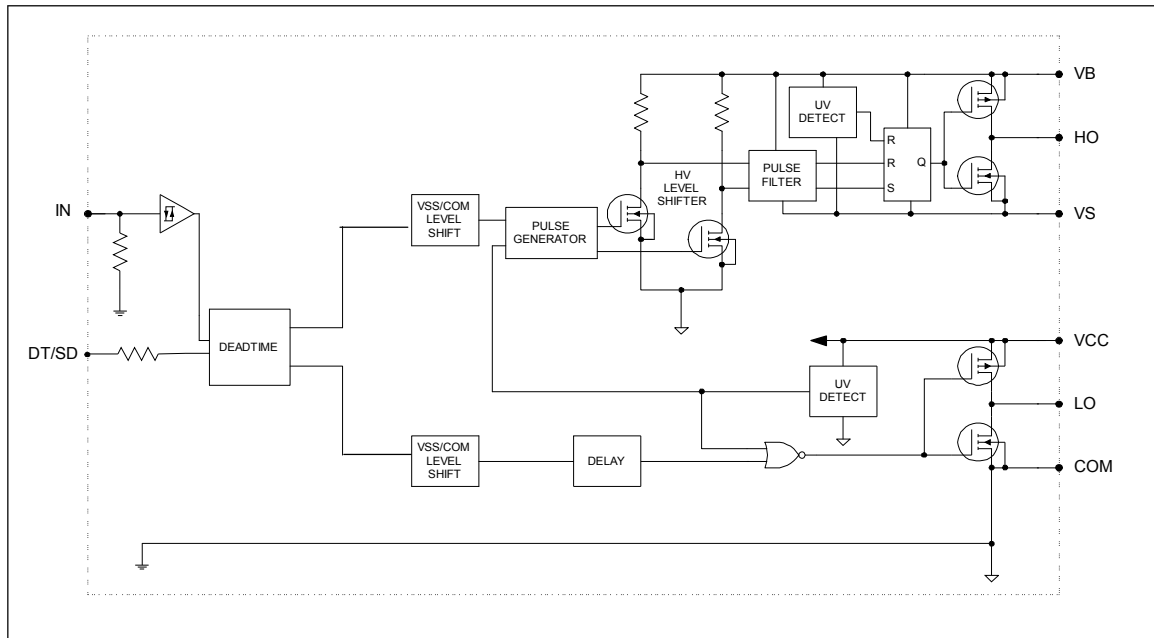 VB
UV
DETECT
R
R
Q
S
HO
HV
LEVEL
SHIFTER
PULSE
FILTER
IN
VSS/COM
LEVEL
SHIFT
PULSE
GENERATOR
VS
DEADTIME
DT/SD
VCC
UV
DETECT
LO
VSS/COM
LEVEL
SHIFT
DELAY
COM